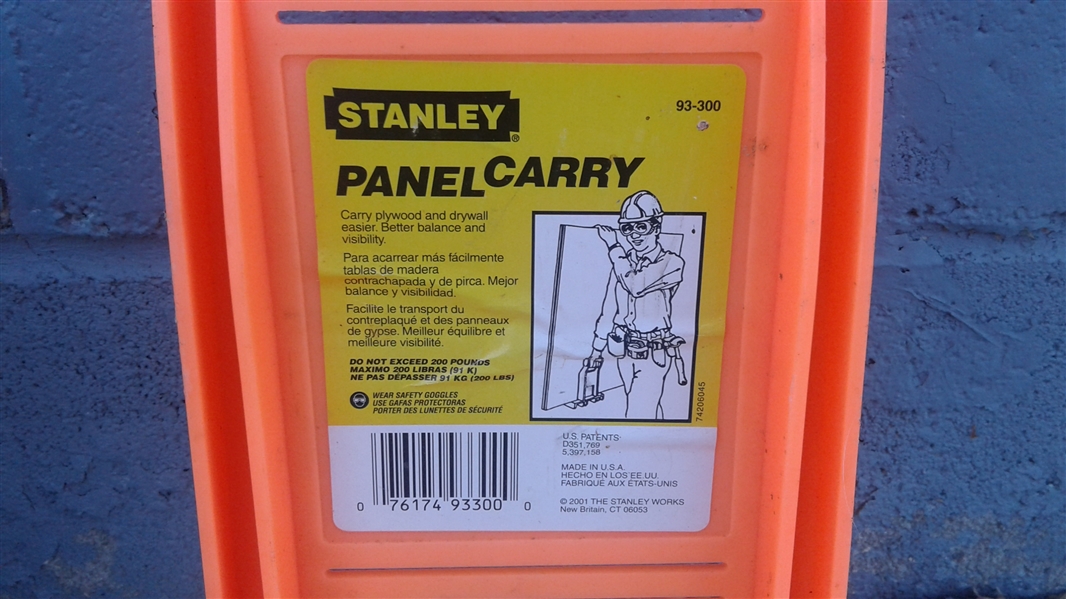 STANLEY®
93-300
PANEL CARRY
Carry plywood and drywall
easier. Better balance and
visibility.
Para acarrear más fácilmente
tablas de madera
contrachapada y de pirca. Mejor
balance y visibilidad.
Facilite le transport du
contreplaqué et des panneaux
de gypse. Meilleur équilibre et
meilleure visibilité.
DO NOT EXCEED 200 POUNDS
MAXIMO 200 LIBRAS (91 K)
NE PAS DÉPASSER 91 KG (200 LBS)
WEAR SAFETY GOGGLES
USE GAFAS PROTECTORAS
PORTER DES LUNETTES DE SÉCURITÉ
74206045
0 76174 93300 0
U.S. PATENTS:
D351,769
5,397,158
MADE IN U.S.A.
HECHO EN LOS EE.UU.
FABRIQUÉ AUX ÉTATS-UNIS
© 2001 THE STANLEY WORKS
New Britain, CT 06053